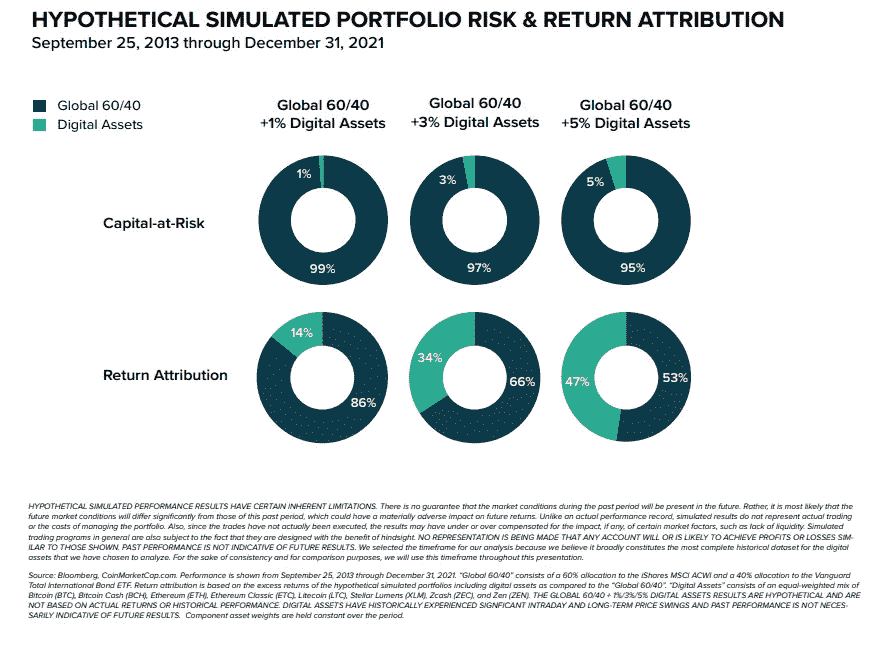 HYPOTHETICAL SIMULATED PORTFOLIO RISK & RETURN ATTRIBUTION
September 25, 2013 through December 31, 2021
Global 60/40
Digital Assets
Global 60/40
+1% Digital Assets
Global 60/40
+3% Digital Assets
Global 60/40
+5% Digital Assets
Capital-at-Risk
1%
99%
3%
97%
5%
95%
Return Attribution
14%
86%
34%
66%
47%
53%
HYPOTHETICAL SIMULATED PERFORMANCE RESULTS HAVE CERTAIN INHERENT LIMITATIONS. There is no guarantee that the market conditions during the past period will be present in the future. Rather, it is most likely that the
future market conditions will differ significantly from those of this past period, which could have a materially adverse impact on future returns. Unlike an actual performance record, simulated results do not represent actual trading
or the costs of managing the portfolio. Also, since the trades have not actually been executed, the results may have under or over compensated for the impact, if any, of certain market factors, such as lack of liquidity. Simulated
trading programs in general are also subject to the fact that they are designed with the benefit of hindsight. NO REPRESENTATION IS BEING MADE THAT ANY ACCOUNT WILL OR IS LIKELY TO ACHIEVE PROFITS OR LOSSES SIM-
ILAR TO THOSE SHOWN. PAST PERFORMANCE IS NOT INDICATIVE OF FUTURE RESULTS. We selected the timeframe for our analysis because we believe it broadly constitutes the most complete historical dataset for the digital
assets that we have chosen to analyze. For the sake of consistency and for comparison purposes, we will use this timeframe throughout this presentation.
Source: Bloomberg, CoinMarketCap.com. Performance is shown from September 25, 2013 through December 31, 2021. "Global 60/40" consists of a 60% allocation to the iShares MSCI ACWI and a 40% allocation to the Vanguard
Total International Bond ETF. Return attribution is based on the excess returns of the hypothetical simulated portfolios including digital assets as compared to the "Global 60/40". "Digital Assets" consists of an equal-weighted mix of
Bitcoin (BTC), Bitcoin Cash (BCH), Ethereum (ETH), Ethereum Classic (ETC), Litecoin (LTC), Stellar Lumens (XLM), Zcash (ZEC), and Zen (ZEN). THE GLOBAL 60/40 + 1%/3%/5% DIGITAL ASSETS RESULTS ARE HYPOTHETICAL AND ARE
NOT BASED ON ACTUAL RETURNS OR HISTORICAL PERFORMANCE. DIGITAL ASSETS HAVE HISTORICALLY EXPERIENCED SIGNFICANT INTRADAY AND LONG-TERM PRICE SWINGS AND PAST PERFORMANCE IS NOT NECES-
SARILY INDICATIVE OF FUTURE RESULTS. Component asset weights are held constant over the period.